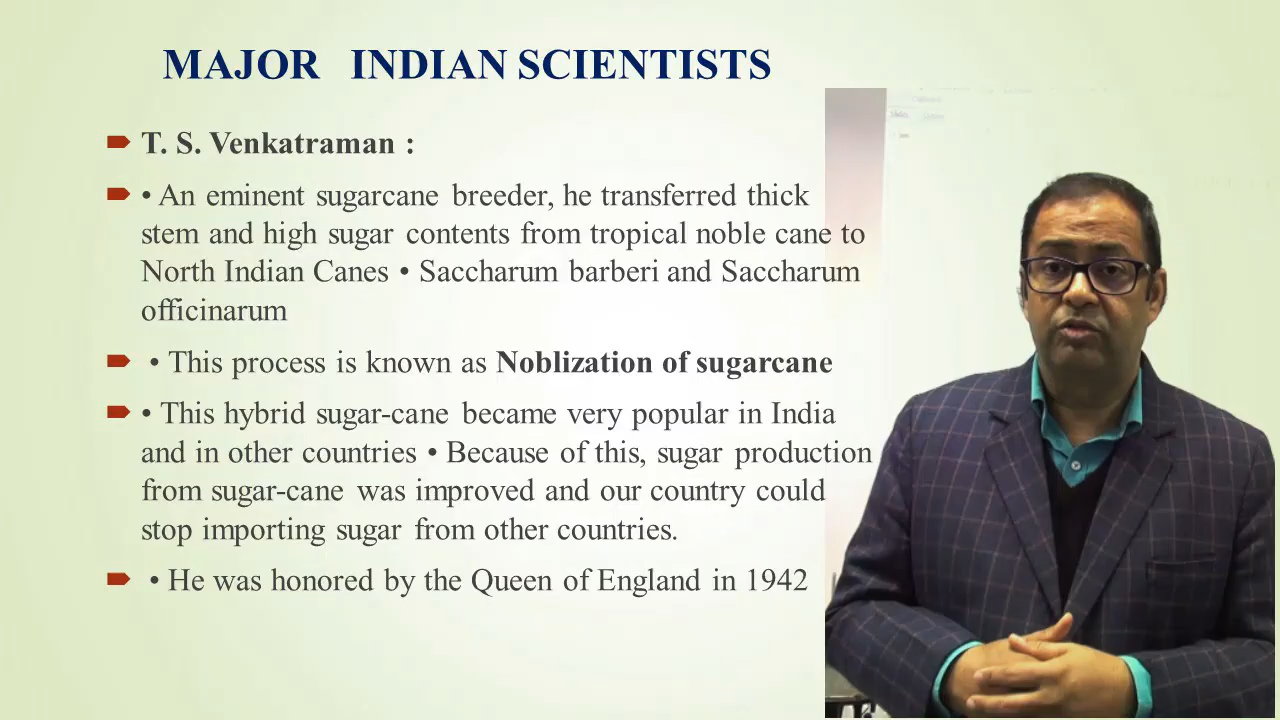 MAJOR INDIAN SCIENTISTS
T. S. Venkatraman :
• An eminent sugarcane breeder, he transferred thick
stem and high sugar contents from tropical noble cane to
North Indian Canes • Saccharum barberi and Saccharum
officinarum
• This process is known as Noblization of sugarcane
• This hybrid sugar-cane became very popular in India
and in other countries • Because of this, sugar production
from sugar-cane was improved and our country could
stop importing sugar from other countries.
• He was honored by the Queen of England in 1942